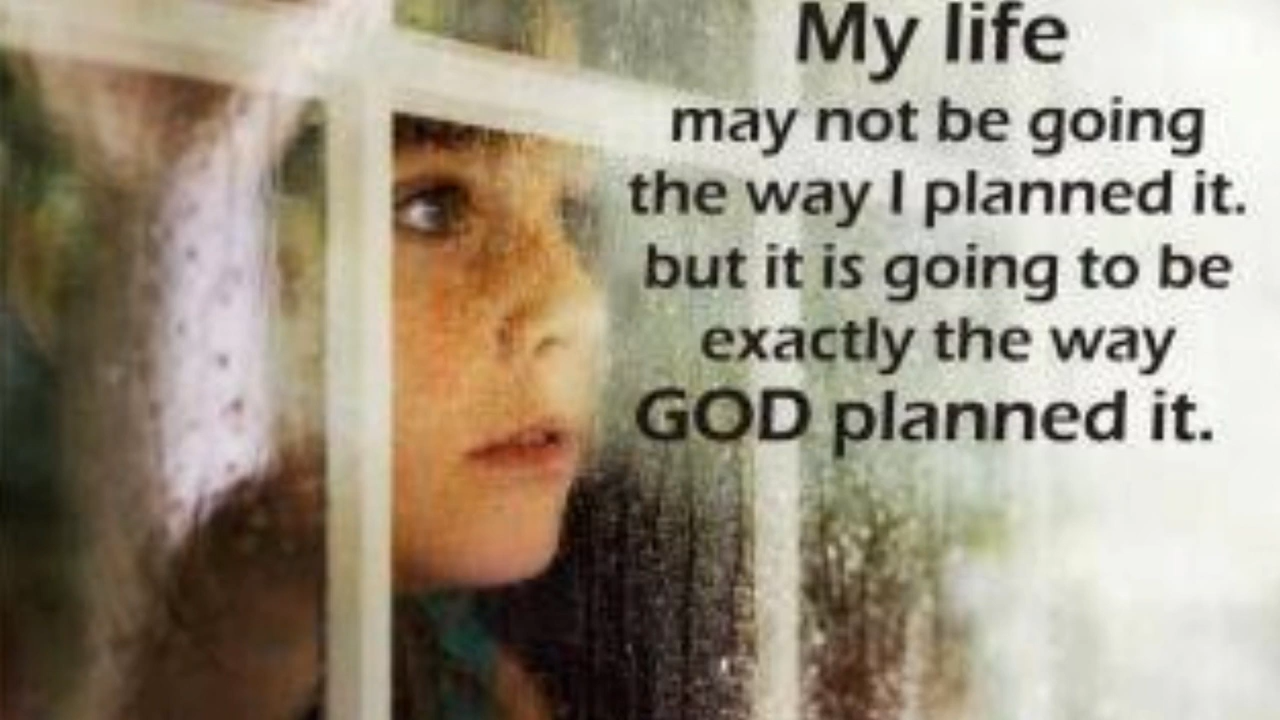 My life
may not be going
the way I planned it.
but it is going to be
exactly the way
GOD planned it.